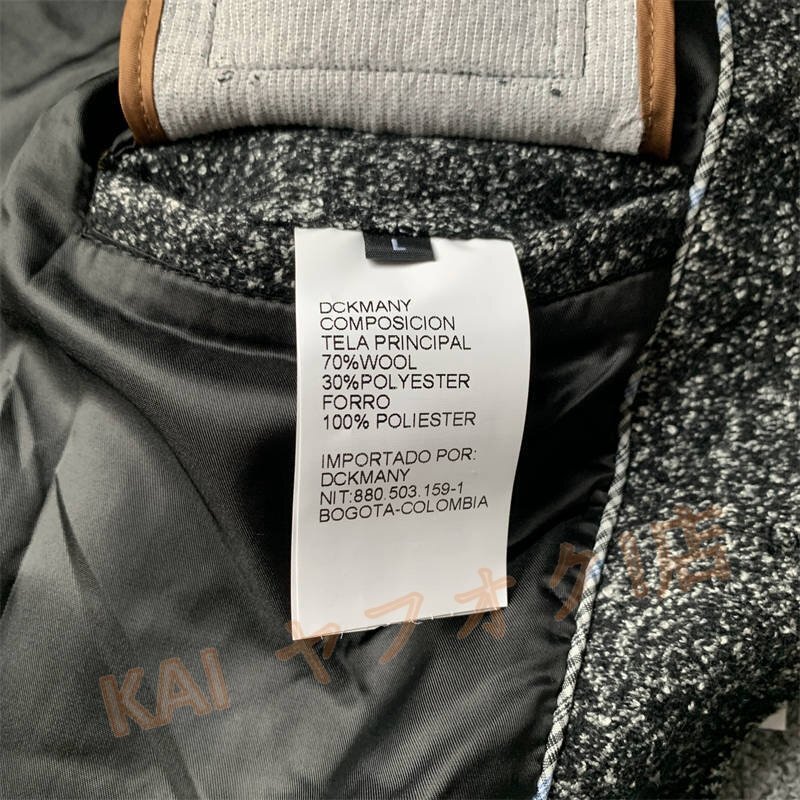 L
DCKMANY
COMPOSICION
TELA PRINCIPAL
70%WOOL
30%POLYESTER
FORRO
100% POLIESTER
IMPORTADO POR:
DCKMANY
NIT:880.503.159-1
BOGOTA-COLOMBIA
KAI ヤフオク!店